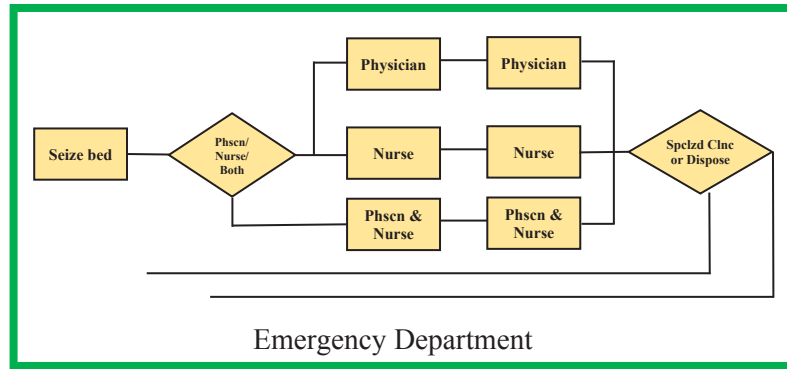 Seize bed
Phscn/
Nurse/
Both
Physician
Physician
Nurse
Nurse
Phscn &
Nurse
Phscn &
Nurse
Spclzd Clnc
or Dispose
Emergency Department